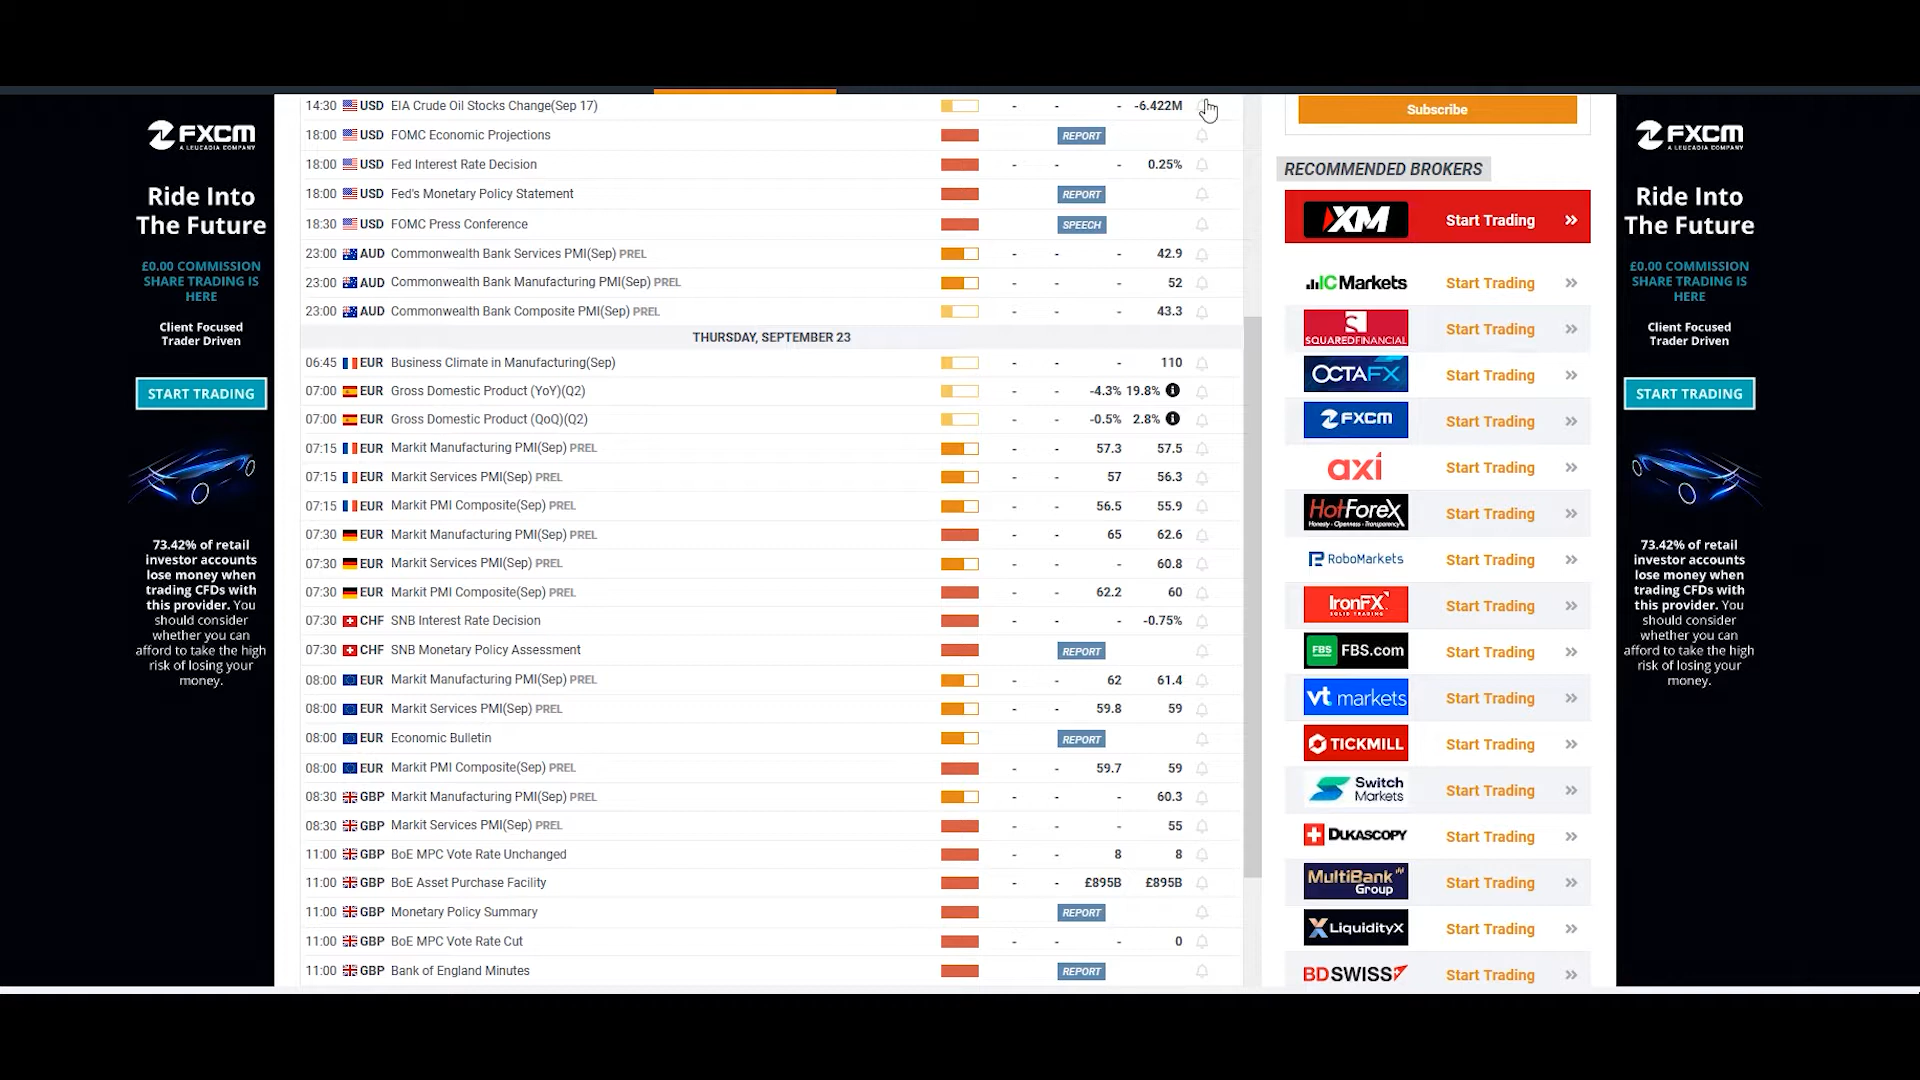 14:30 USD EIA Crude Oil Stocks Change(Sep 17) - - - -6.422M
18:00 USD FOMC Economic Projections REPORT
18:00 USD Fed Interest Rate Decision - - - 0.25%
18:00 USD Fed's Monetary Policy Statement REPORT
18:30 USD FOMC Press Conference SPEECH
23:00 AUD Commonwealth Bank Services PMI(Sep) PREL - - - 42.9
23:00 AUD Commonwealth Bank Manufacturing PMI(Sep) PREL - - - 52
23:00 AUD Commonwealth Bank Composite PMI(Sep) PREL - - - 43.3
THURSDAY, SEPTEMBER 23
06:45 EUR Business Climate in Manufacturing(Sep) - - - 110
07:00 EUR Gross Domestic Product (YoY)(Q2) - - -4.3% 19.8%
07:00 EUR Gross Domestic Product (QoQ)(Q2) - - -0.5% 2.8%
07:15 EUR Markit Manufacturing PMI(Sep) PREL - - 57.3 57.5
07:15 EUR Markit Services PMI(Sep) PREL - - 57 56.3
07:15 EUR Markit PMI Composite(Sep) PREL - - 56.5 55.9
07:30 EUR Markit Manufacturing PMI(Sep) PREL - - 65 62.6
07:30 EUR Markit Services PMI(Sep) PREL - - - 60.8
07:30 EUR Markit PMI Composite(Sep) PREL - - 62.2 60
07:30 CHF SNB Interest Rate Decision - - - -0.75%
07:30 CHF SNB Monetary Policy Assessment REPORT
08:00 EUR Markit Manufacturing PMI(Sep) PREL - - 62 61.4
08:00 EUR Markit Services PMI(Sep) PREL - - 59.8 59
08:00 EUR Economic Bulletin REPORT
08:00 EUR Markit PMI Composite(Sep) PREL - - 59.7 59
08:30 GBP Markit Manufacturing PMI(Sep) PREL - - - 60.3
08:30 GBP Markit Services PMI(Sep) PREL - - - 55
11:00 GBP BoE MPC Vote Rate Unchanged - - 8 8
11:00 GBP BoE Asset Purchase Facility - - £895B £895B
11:00 GBP Monetary Policy Summary REPORT
11:00 GBP BoE MPC Vote Rate Cut - - - 0
11:00 GBP Bank of England Minutes REPORT
FXCM
A LEUCADIA COMPANY
Ride Into
The Future
£0.00 COMMISSION
SHARE TRADING IS
HERE
Client Focused
Trader Driven
START TRADING
73.42% of retail
investor accounts
lose money when
trading CFDs with
this provider. You
should consider
whether you can
afford to take the high
risk of losing your
money.
Subscribe
RECOMMENDED BROKERS
XM Start Trading »
IC Markets Start Trading »
SQUAREDFINANCIAL Start Trading »
OCTAFX Start Trading »
FXCM Start Trading »
axi Start Trading »
HotForeX Start Trading »
Honesty - Openness - Transparency
RoboMarkets Start Trading »
IronFX Start Trading »
SOLID TRADING
FBS FBS.com Start Trading »
vt markets Start Trading »
TICKMILL Start Trading »
Switch Markets Start Trading »
DUKASCOPY Start Trading »
MultiBank Group Start Trading »
LiquidityX Start Trading »
BDSWISS Start Trading »
FXCM
A LEUCADIA COMPANY
Ride Into
The Future
£0.00 COMMISSION
SHARE TRADING IS
HERE
Client Focused
Trader Driven
START TRADING
73.42% of retail
investor accounts
lose money when
trading CFDs with
this provider. You
should consider
whether you can
afford to take the high
risk of losing your
money.